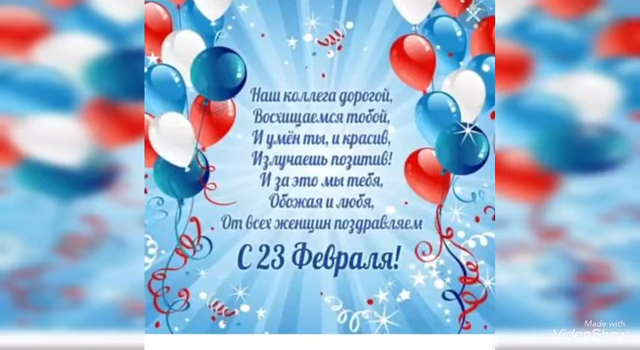 Наш коллега дорогой,
Восхищаемся тобой,
И умён ты, и красив,
Излучаешь позитив!
И за это мы тебя,
Обожая и любя,
От всех женщин поздравляем
С 23 Февраля!
Made with
VideoShow